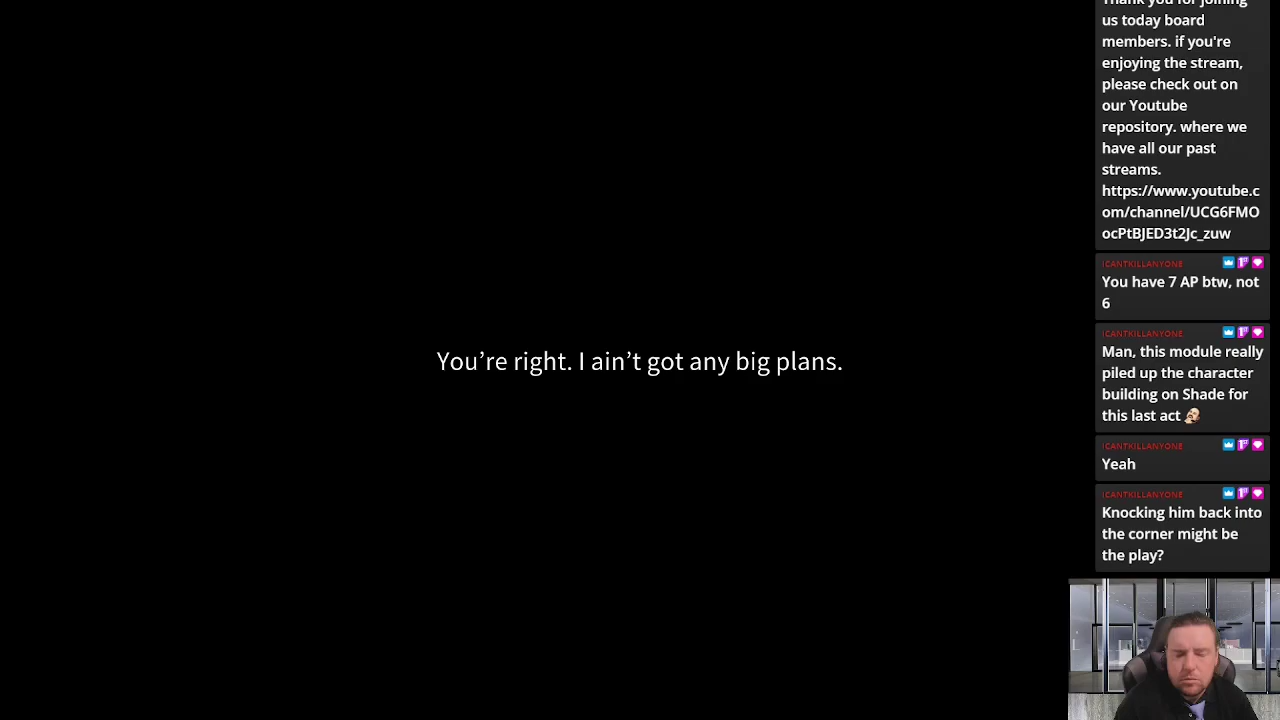 Thank you for joining
us today board
members. if you're
enjoying the stream,
please check out on
our Youtube
repository. where we
have all our past
streams.
https://www.youtube.c
om/channel/UCG6FMO
ocPtBJED3t2Jc_zuw
ICANTKILLANYONE
You have 7 AP btw, not
6
ICANTKILLANYONE
Man, this module really
piled up the character
building on Shade for
this last act
ICANTKILLANYONE
Yeah
ICANTKILLANYONE
Knocking him back into
the corner might be
the play?
You’re right. I ain’t got any big plans.